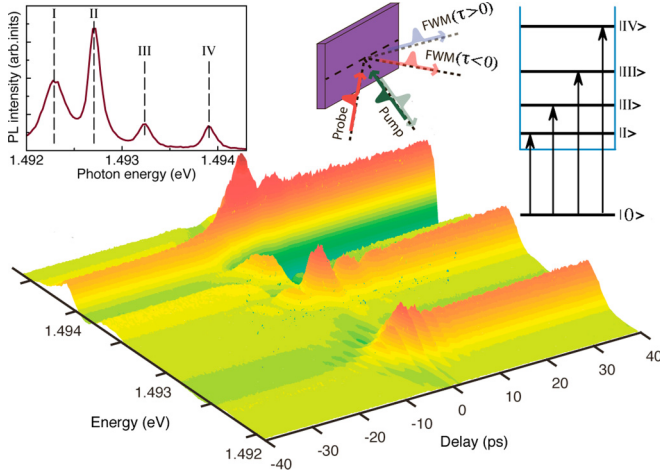 I II III IV
PL intensity (arb.inits)
1.492 1.493 1.494
Photon energy (eV)
FWM(τ>0)
FWM(τ<0)
Probe
Pump
|IV>
|III>
|II>
|I>
|0>
1.494
1.493
1.492
Energy (eV)
-40 -30 -20 -10 0 10 20 30 40
Delay (ps)